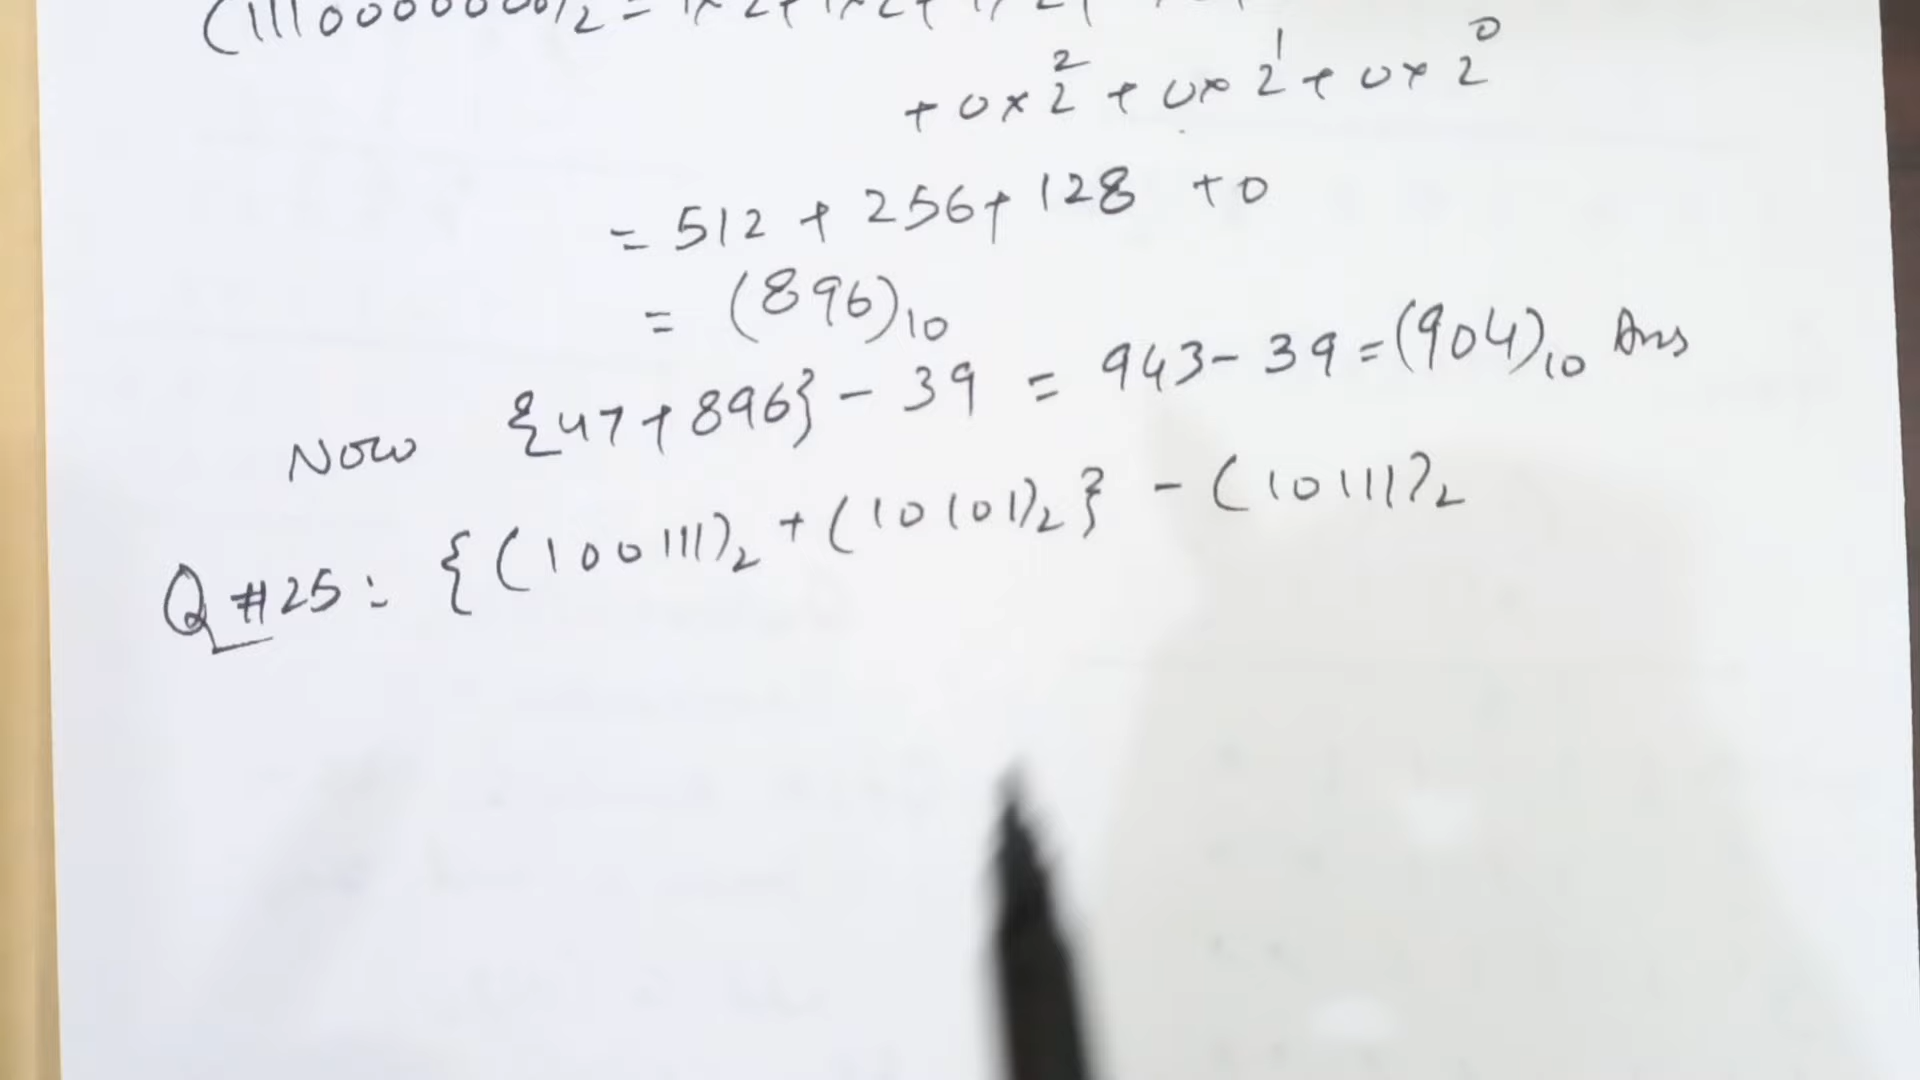 + 0 × 2² + 0 × 2¹ + 0 × 2⁰
= 512 + 256 + 128 + 0
= (896)₁₀
Now {47 + 896} - 39 = 943 - 39 = (904)₁₀ Ans
Q #25:- {(100111)₂ + (10101)₂} - (10111)₂